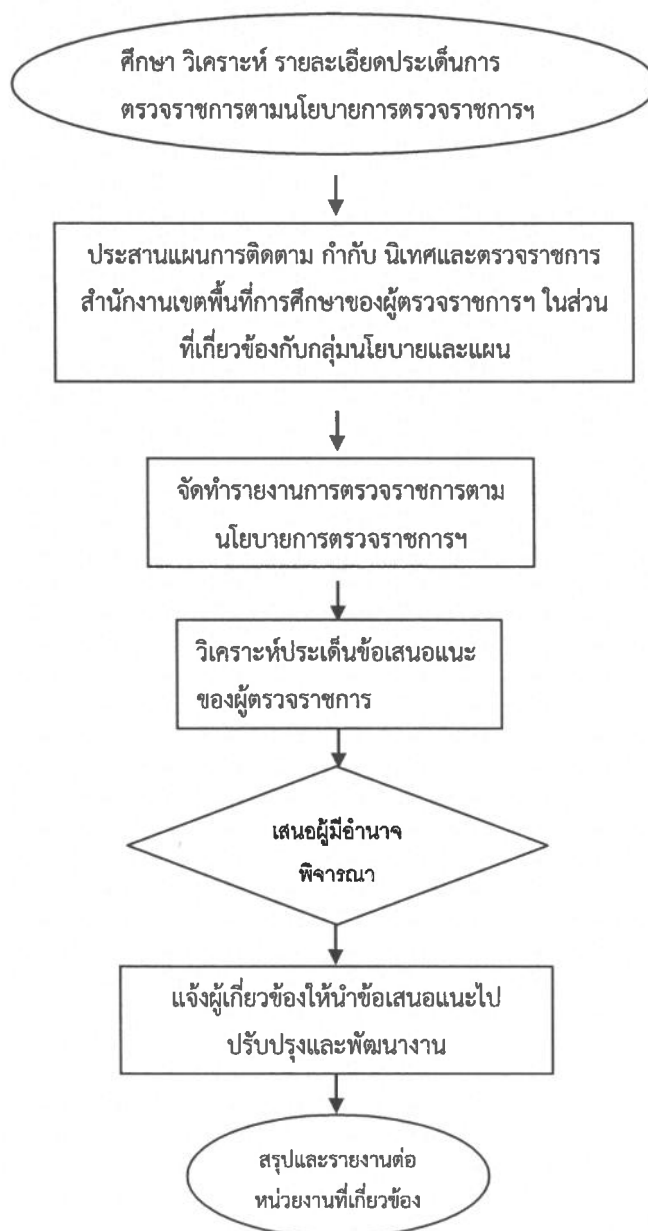 ศึกษา วิเคราะห์ รายละเอียดประเด็นการ
ตรวจราชการตามนโยบายการตรวจราชการฯ
ประสานแผนการติดตาม กำกับ นิเทศและตรวจราชการ
สำนักงานเขตพื้นที่การศึกษาของผู้ตรวจราชการฯ ในส่วน
ที่เกี่ยวข้องกับกลุ่มนโยบายและแผน
จัดทำรายงานการตรวจราชการตาม
นโยบายการตรวจราชการฯ
วิเคราะห์ประเด็นข้อเสนอแนะ
ของผู้ตรวจราชการ
เสนอผู้มีอำนาจ
พิจารณา
แจ้งผู้เกี่ยวข้องให้นำข้อเสนอแนะไป
ปรับปรุงและพัฒนางาน
สรุปและรายงานต่อ
หน่วยงานที่เกี่ยวข้อง